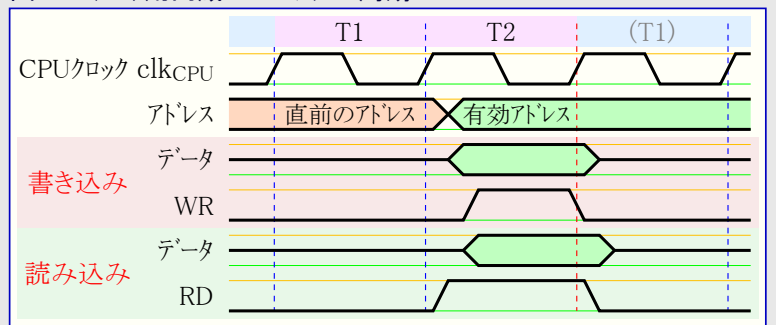 T1 T2 (T1)
CPUｸﾛｯｸ clkCPU
ｱﾄﾞﾚｽ 直前のｱﾄﾞﾚｽ 有効ｱﾄﾞﾚｽ
ﾃﾞｰﾀ
書き込み
WR
ﾃﾞｰﾀ
読み込み
RD